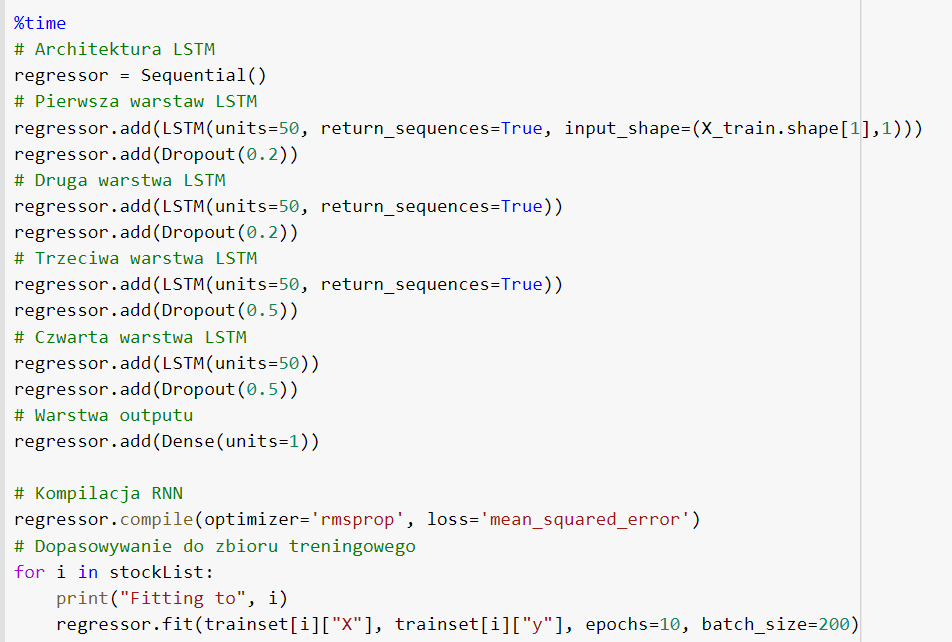 %time
# Architektura LSTM
regressor = Sequential()
# Pierwsza warstaw LSTM
regressor.add(LSTM(units=50, return_sequences=True, input_shape=(X_train.shape[1],1)))
regressor.add(Dropout(0.2))
# Druga warstwa LSTM
regressor.add(LSTM(units=50, return_sequences=True))
regressor.add(Dropout(0.2))
# Trzeciwa warstwa LSTM
regressor.add(LSTM(units=50, return_sequences=True))
regressor.add(Dropout(0.5))
# Czwarta warstwa LSTM
regressor.add(LSTM(units=50))
regressor.add(Dropout(0.5))
# Warstwa outputu
regressor.add(Dense(units=1))

# Kompilacja RNN
regressor.compile(optimizer='rmsprop', loss='mean_squared_error')
# Dopasowywanie do zbioru treningowego
for i in stockList:
    print("Fitting to", i)
    regressor.fit(trainset[i]["X"], trainset[i]["y"], epochs=10, batch_size=200)